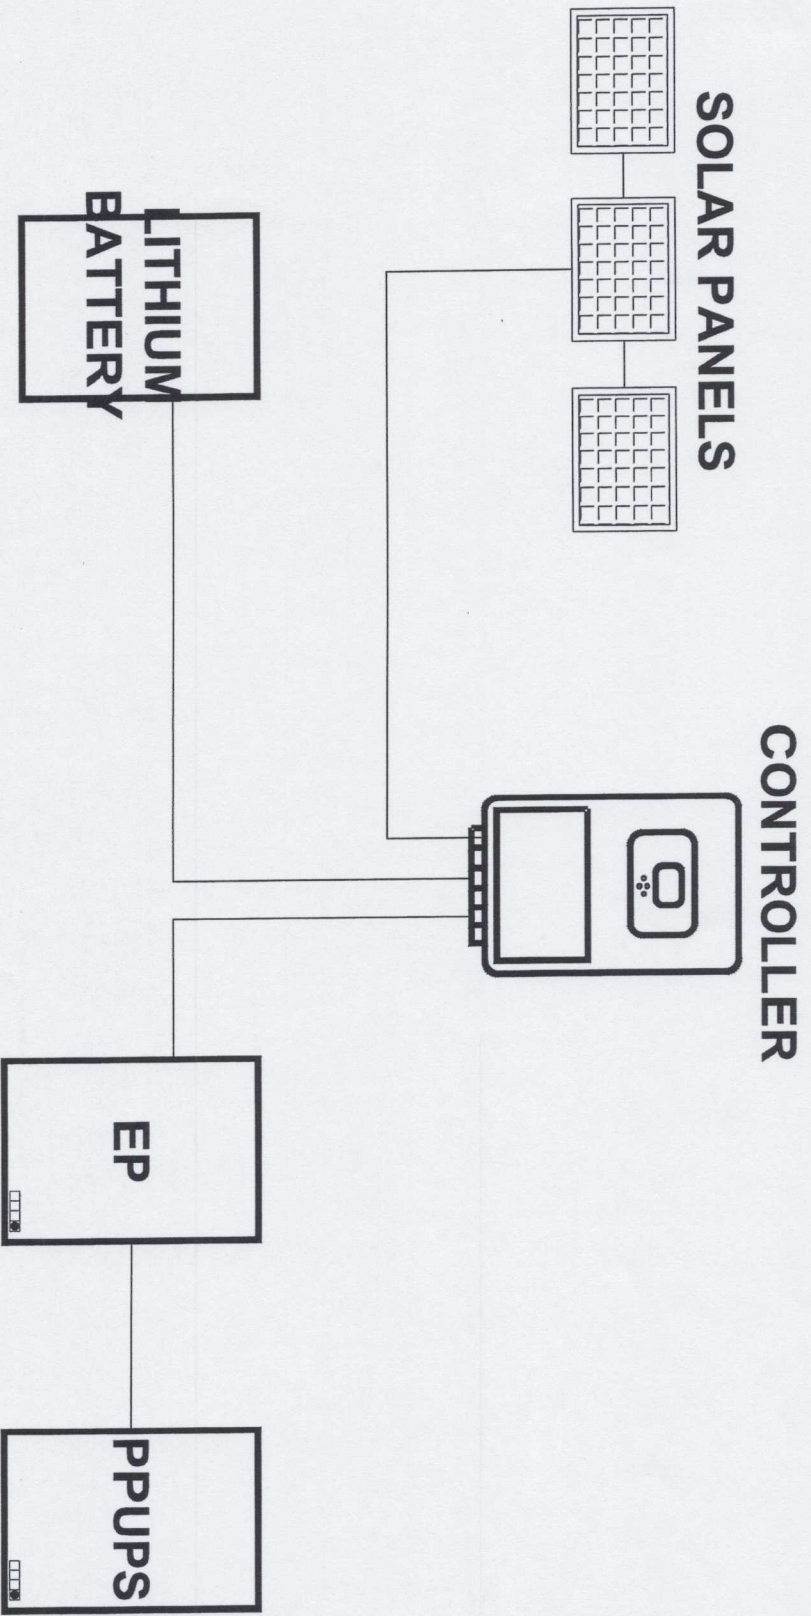 SOLAR PANELS
CONTROLLER
LITHIUM
BATTERY
EP
PPUPS